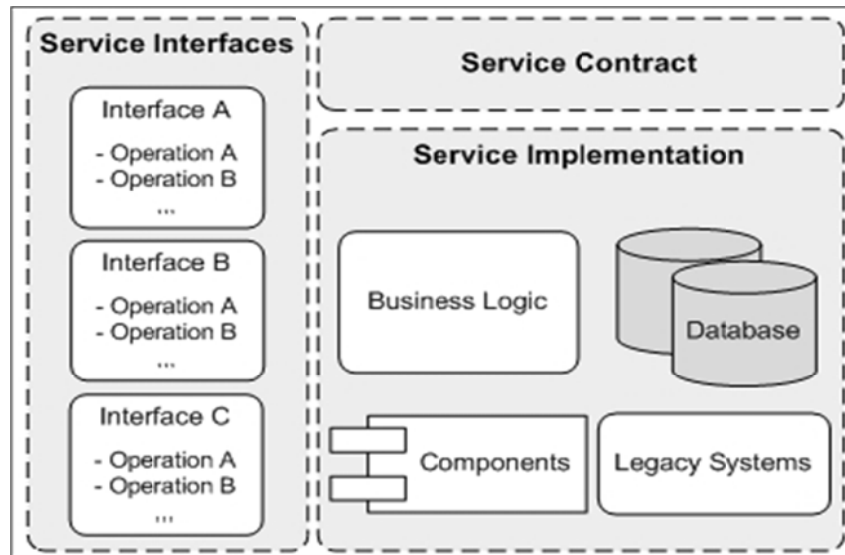 Service Interfaces
Interface A
- Operation A
- Operation B
...
Interface B
- Operation A
- Operation B
...
Interface C
- Operation A
- Operation B
...
Service Contract
Service Implementation
Business Logic
Database
Components
Legacy Systems